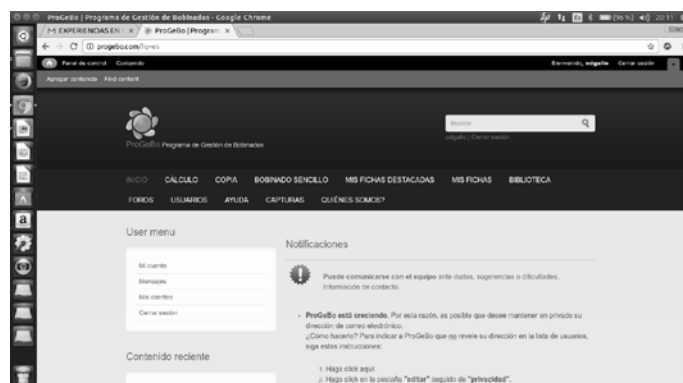 ProGeBo | Programa de Gestión de Bobinados - Google Chrome
(96 %) 20:11
EXPERIENCIAS EN
ProGeBo | Program
progebo.com/?q=es
Panel de control Contenido
Bienvenido, edgallo Cerrar sesión
Agregar contenido Find content
ProGeBo Programa de Gestión de Bobinados
Buscar
edgallo | Cerrar sesión
INICIO CÁLCULO COPIA BOBINADO SENCILLO MIS FICHAS DESTACADAS MIS FICHAS BIBLIOTECA
FOROS USUARIOS AYUDA CAPTURAS QUIÉNES SOMOS?
User menu
Mi cuenta
Mensajes
Mis clientes
Cerrar sesión
Contenido reciente
Notificaciones
Puede comunicarse con el equipo ante dudas, sugerencias o dificultades.
Información de contacto.
• ProGeBo está creciendo. Por esta razón, es posible que desee mantener en privado su
dirección de correo electrónico.
¿Cómo hacerlo? Para indicar a ProGeBo que no revele su dirección en la lista de usuarios,
siga estas instrucciones:
1. Haga click aquí.
2. Haga click en la pestaña "editar" seguido de "privacidad".